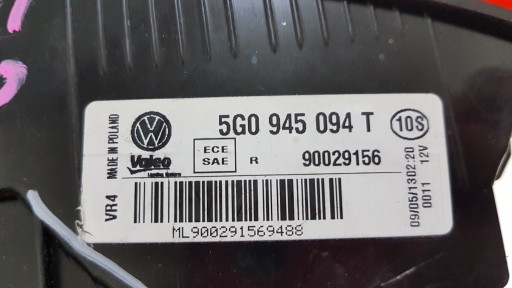 5G0 945 094 T
10S
MADE IN POLAND
Valeo
ECE
SAE
R
90029156
VR4
ML900291569488
09/05/13 02:20
0011 12V